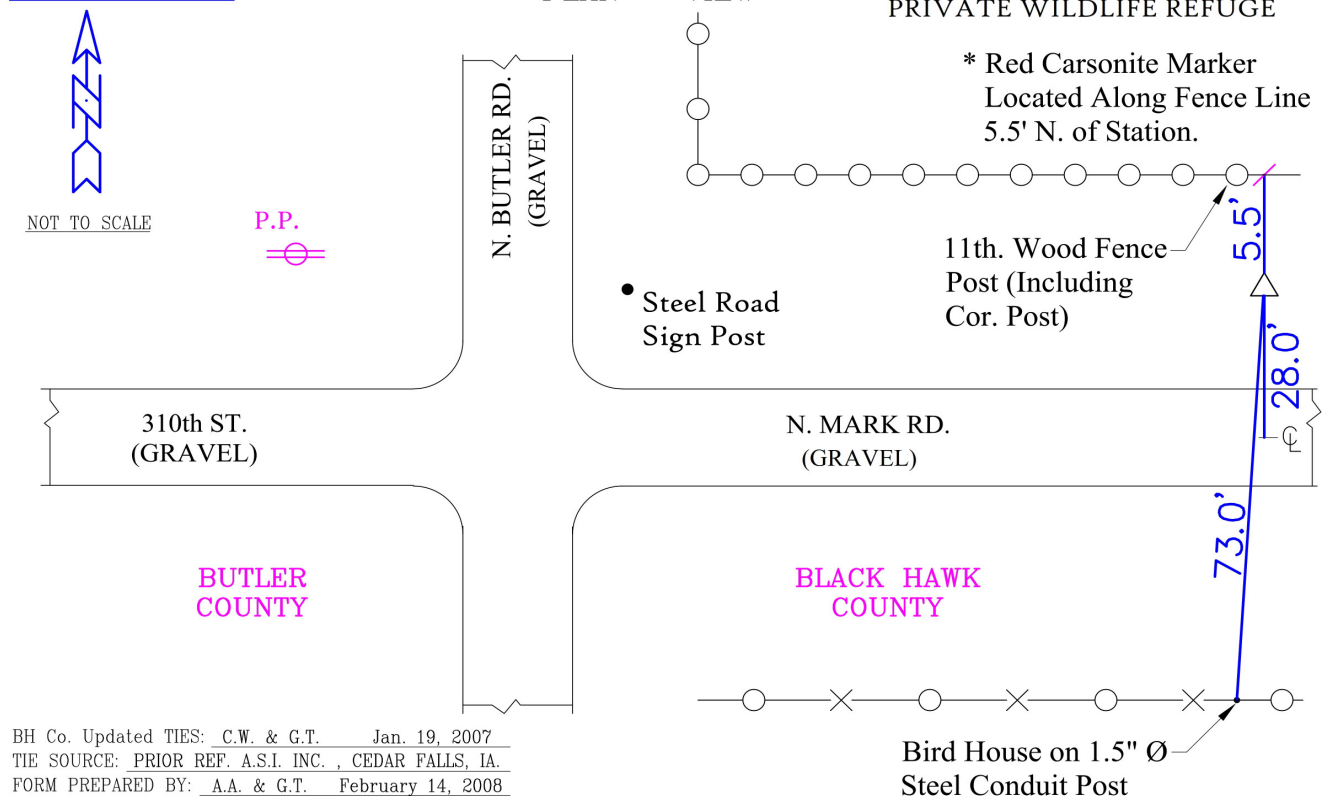 PRIVATE WILDLIFE REFUGE
* Red Carsonite Marker
Located Along Fence Line
5.5' N. of Station.
N. BUTLER RD.
(GRAVEL)
NOT TO SCALE
P.P.
11th. Wood Fence
Post (Including
Cor. Post)
5.5'
Steel Road
Sign Post
28.0'
310th ST.
(GRAVEL)
N. MARK RD.
(GRAVEL)
CL
73.0'
BUTLER
COUNTY
BLACK HAWK
COUNTY
BH Co. Updated TIES: C.W. & G.T. Jan. 19, 2007
TIE SOURCE: PRIOR REF. A.S.I. INC. , CEDAR FALLS, IA.
FORM PREPARED BY: A.A. & G.T. February 14, 2008
Bird House on 1.5" Ø
Steel Conduit Post